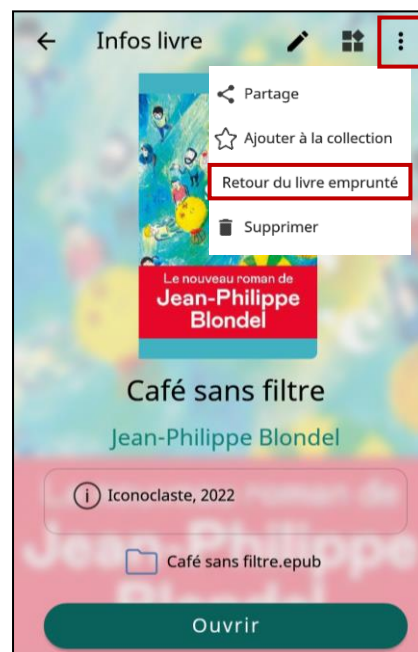 Infos livre
Partage
Ajouter à la collection
Retour du livre emprunté
Supprimer
Le nouveau roman de
Jean-Philippe
Blondel
Café sans filtre
Jean-Philippe Blondel
Iconoclaste, 2022
Café sans filtre.epub
Ouvrir